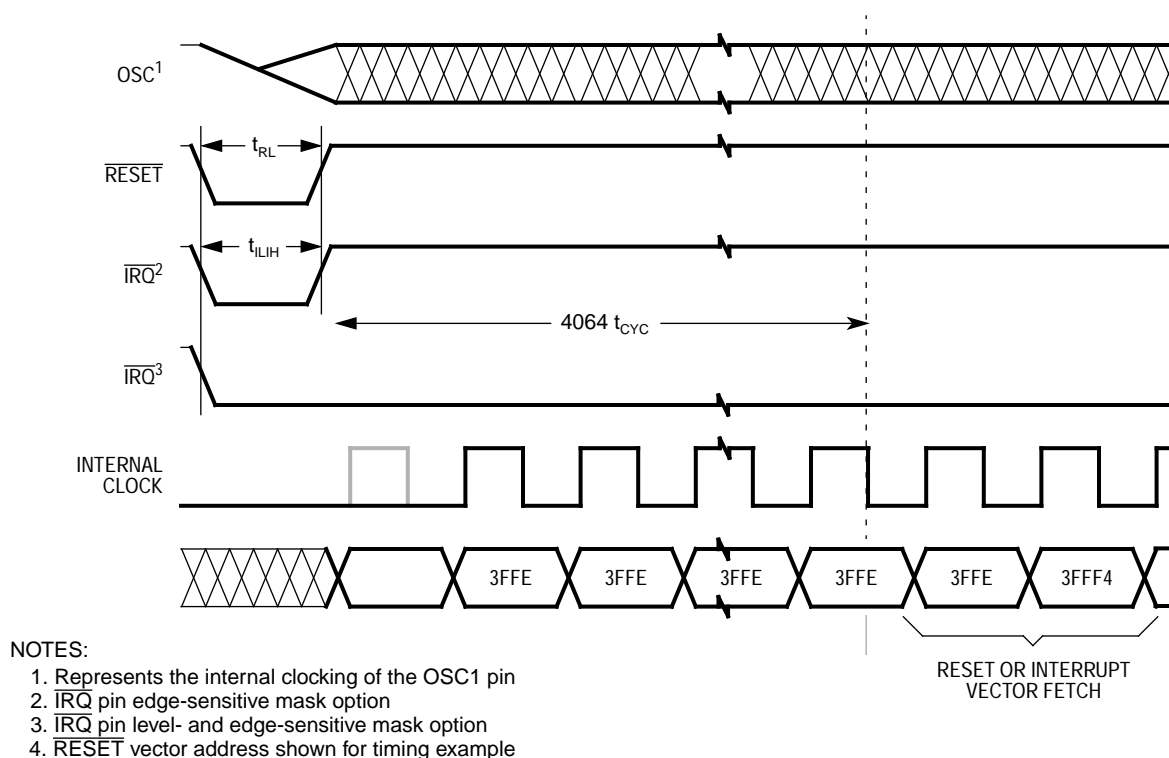 OSC1
tRL
RESET
tILIH
IRQ2
4064 tCYC
IRQ3
INTERNAL
CLOCK
3FFE 3FFE 3FFE 3FFE 3FFE 3FFF4
RESET OR INTERRUPT
VECTOR FETCH
NOTES:
1. Represents the internal clocking of the OSC1 pin
2. IRQ pin edge-sensitive mask option
3. IRQ pin level- and edge-sensitive mask option
4. RESET vector address shown for timing example